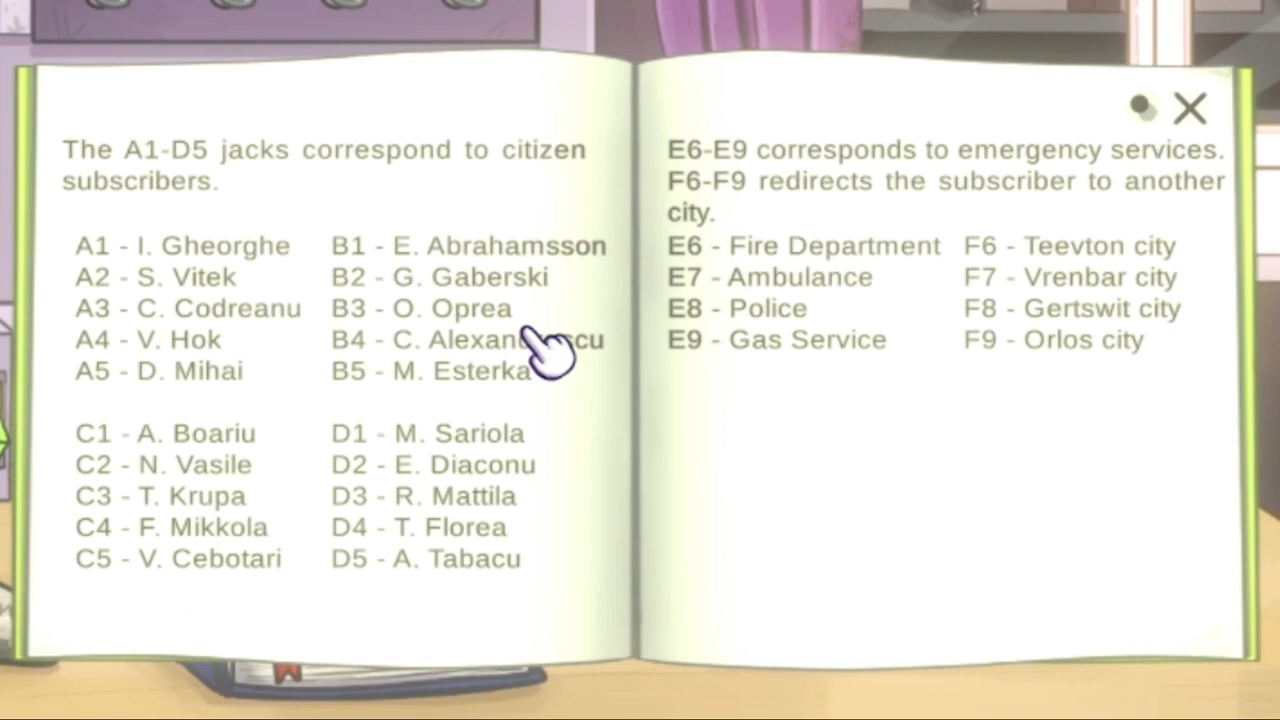 The A1-D5 jacks correspond to citizen
subscribers.
A1 - I. Gheorghe
A2 - S. Vitek
A3 - C. Codreanu
A4 - V. Hok
A5 - D. Mihai
B1 - E. Abrahamsson
B2 - G. Gaberski
B3 - O. Oprea
B4 - C.
B5 - M. Esterka
C1 - A. Boariu
C2 - N. Vasile
C3 - T. Krupa
C4 - F. Mikkola
C5 - V. Cebotari
D1 - M. Sariola
D2 - E. Diaconu
D3 - R. Mattila
D4 - T. Florea
D5 - A. Tabacu
E6-E9 corresponds to emergency services.
F6-F9 redirects the subscriber to another
city.
E6 - Fire Department
E7 - Ambulance
E8 - Police
E9 - Gas Service
F6 - Teevton city
F7 - Vrenbar city
F8 - Gertswit city
F9 - Orlos city